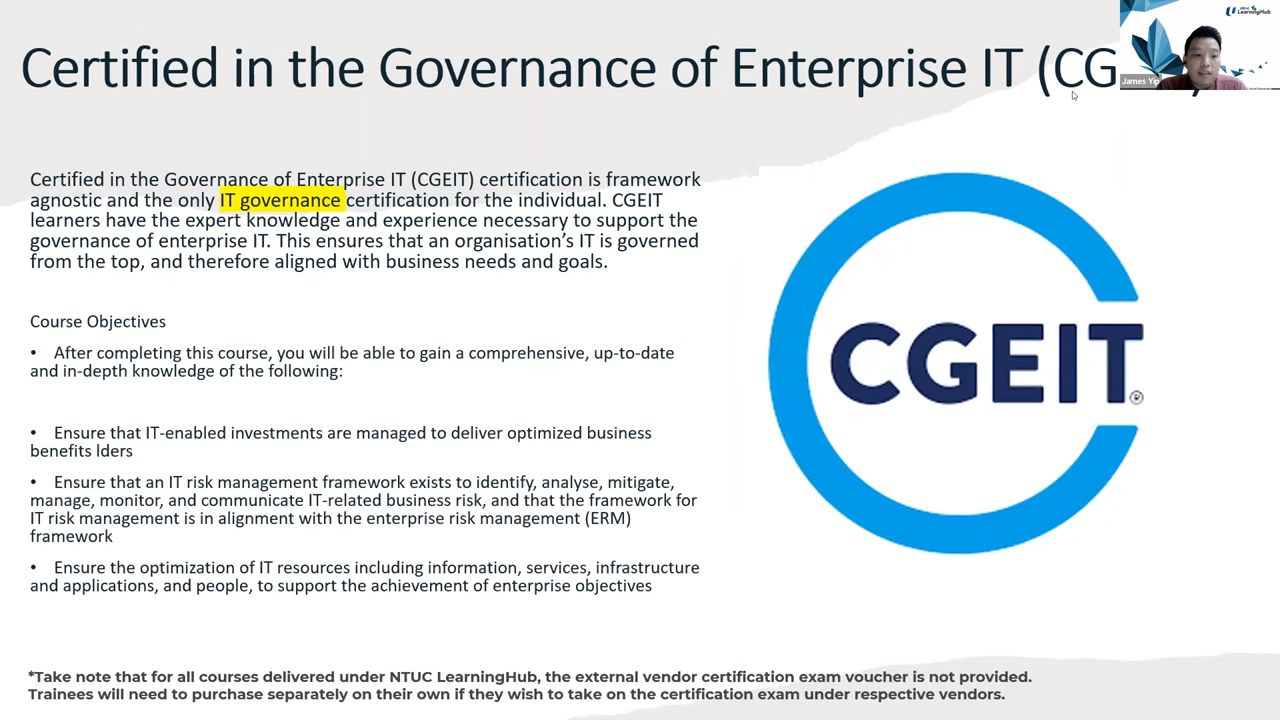 Certified in the Governance of Enterprise IT (CG
LearningHub
James Yip
Certified in the Governance of Enterprise IT (CGEIT) certification is framework
agnostic and the only IT governance certification for the individual. CGEIT
learners have the expert knowledge and experience necessary to support the
governance of enterprise IT. This ensures that an organisation’s IT is governed
from the top, and therefore aligned with business needs and goals.
Course Objectives
• After completing this course, you will be able to gain a comprehensive, up-to-date
and in-depth knowledge of the following:
• Ensure that IT-enabled investments are managed to deliver optimized business
benefits lders
• Ensure that an IT risk management framework exists to identify, analyse, mitigate,
manage, monitor, and communicate IT-related business risk, and that the framework for
IT risk management is in alignment with the enterprise risk management (ERM)
framework
• Ensure the optimization of IT resources including information, services, infrastructure
and applications, and people, to support the achievement of enterprise objectives
CGEIT®
*Take note that for all courses delivered under NTUC LearningHub, the external vendor certification exam voucher is not provided.
Trainees will need to purchase separately on their own if they wish to take on the certification exam under respective vendors.